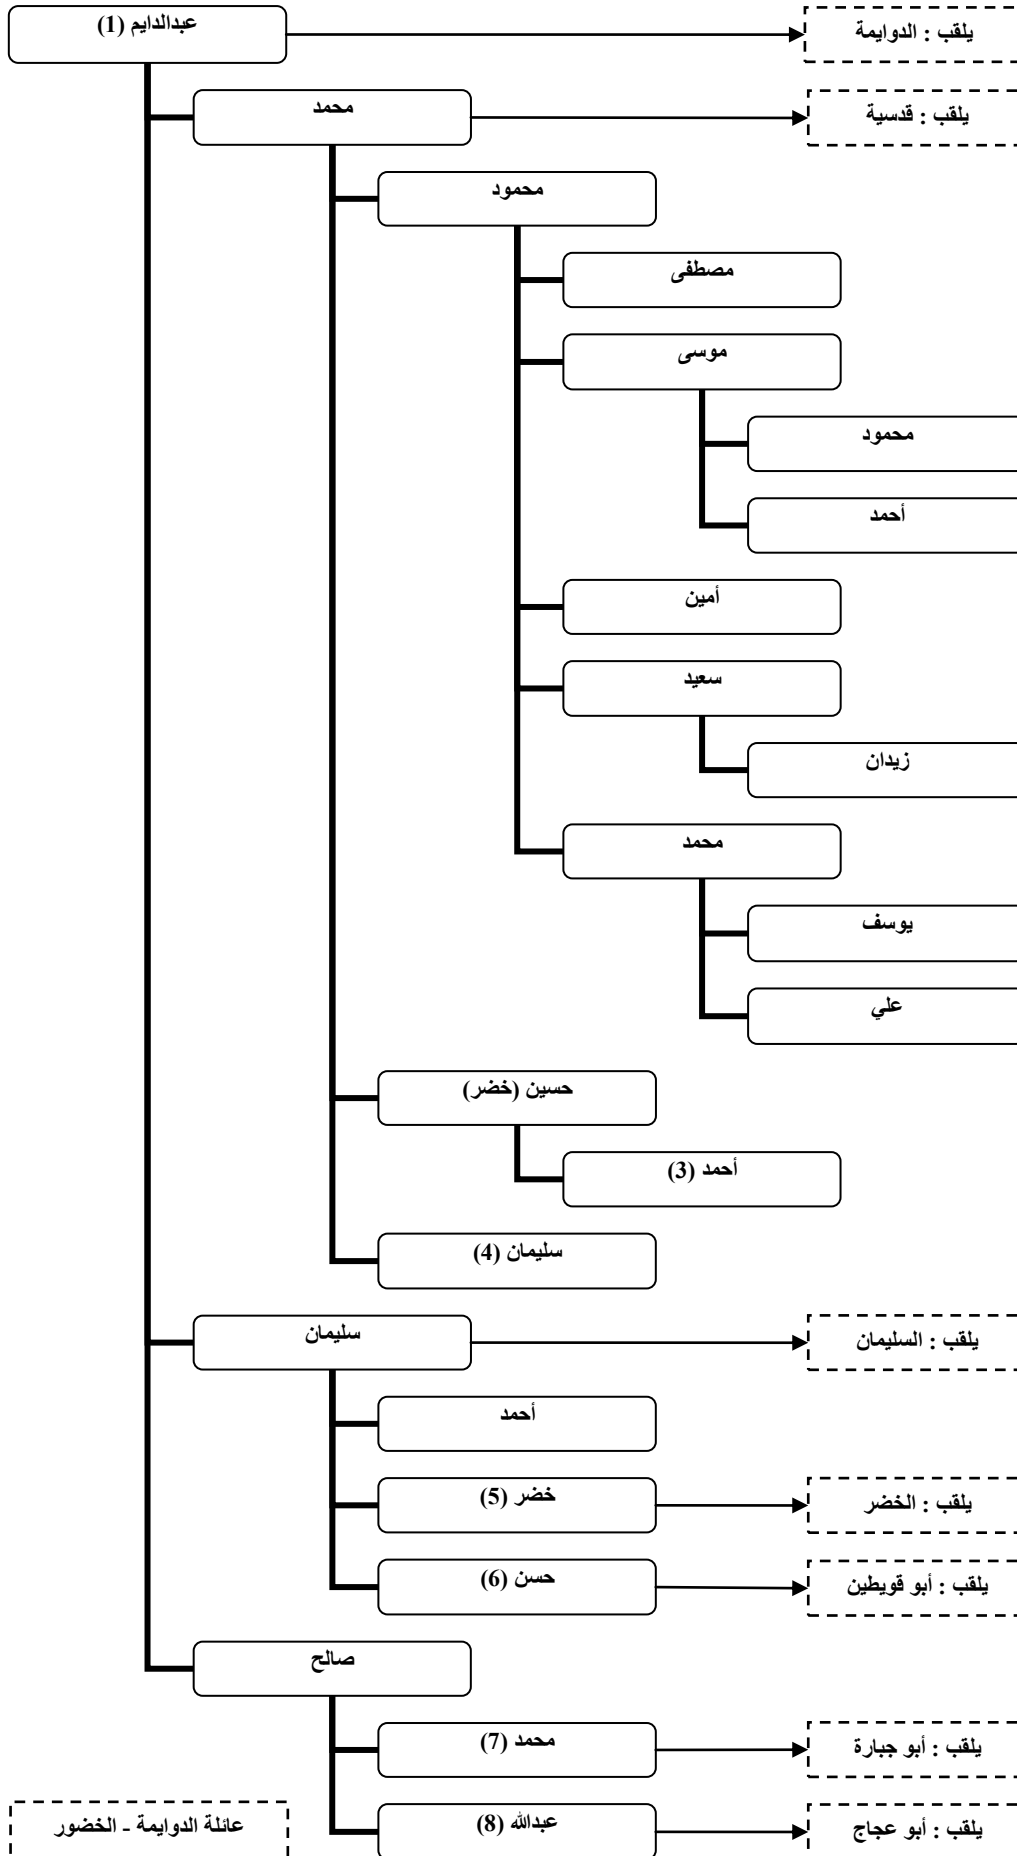 عبدالدايم (1)
يلقب : الدوايمة
محمد
يلقب : قدسية
محمود
مصطفى
موسى
محمود
أحمد
أمين
سعيد
زيدان
محمد
يوسف
علي
حسين (خضر)
أحمد (3)
سليمان (4)
سليمان
يلقب : السليمان
أحمد
خضر (5)
يلقب : الخضر
حسن (6)
يلقب : أبو قويطين
صالح
محمد (7)
يلقب : أبو جبارة
عبدالله (8)
يلقب : أبو عجاج
عائلة الدوايمة - الخضور